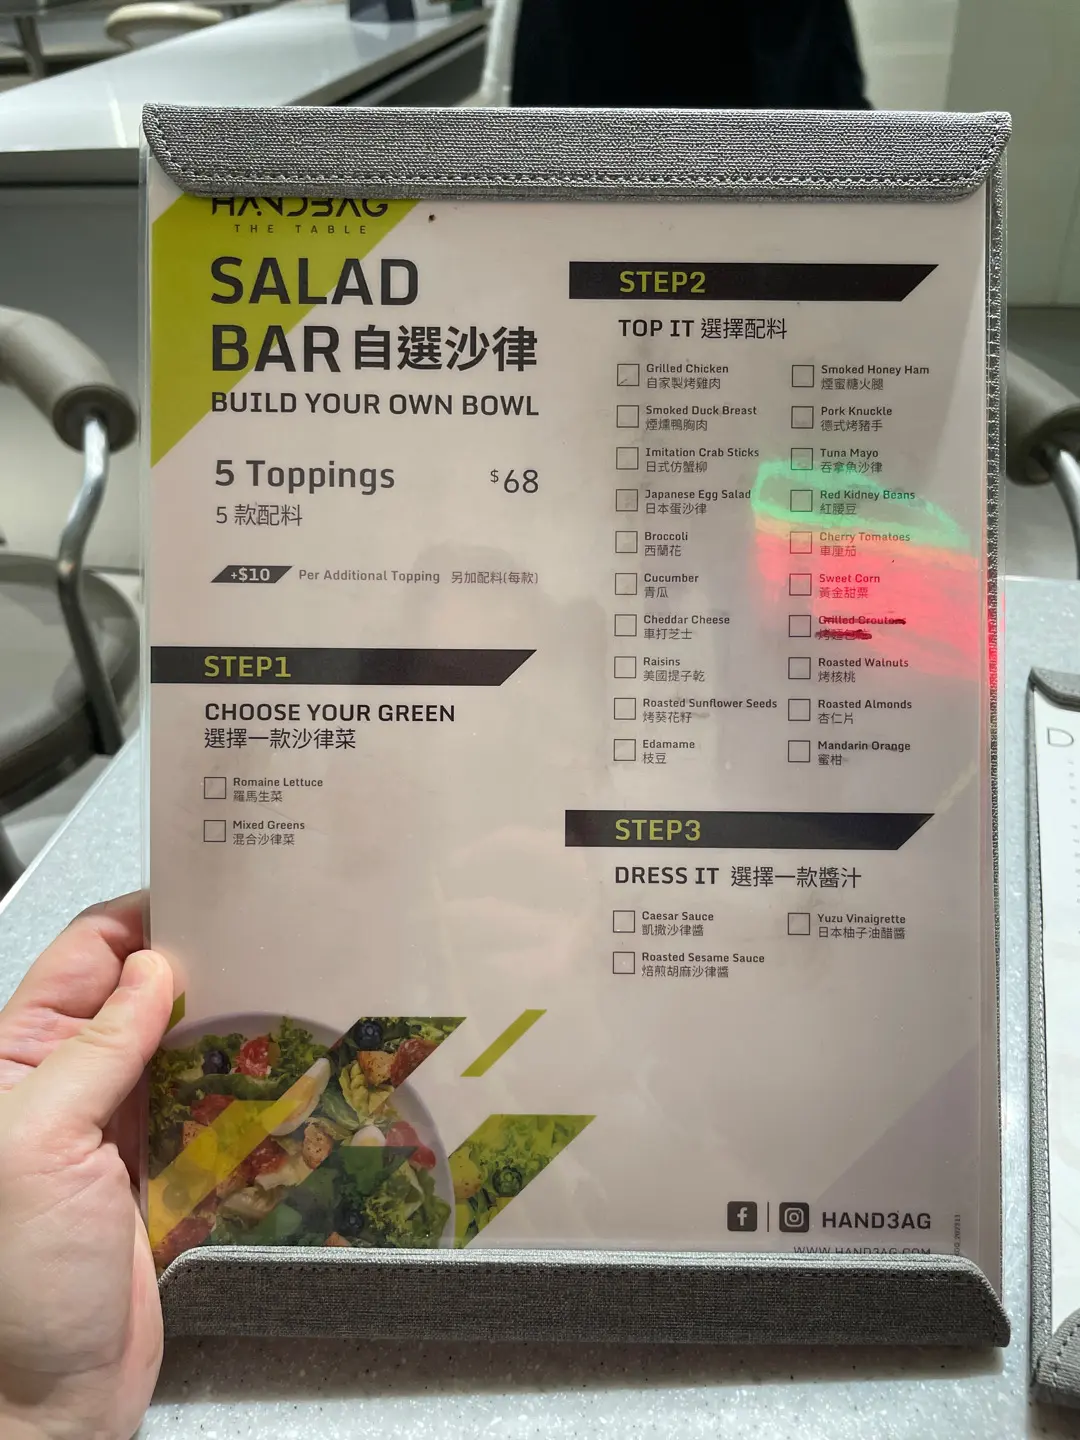 HANDBAG
THE TABLE
SALAD
BAR 自選沙律
BUILD YOUR OWN BOWL
5 Toppings $68
5 款配料
+$10 Per Additional Topping 另加配料(每款)
STEP1
CHOOSE YOUR GREEN
選擇一款沙律菜
Romaine Lettuce
羅馬生菜
Mixed Greens
混合沙律菜
STEP2
TOP IT 選擇配料
Grilled Chicken
自家製烤雞肉
Smoked Duck Breast
煙燻鴨胸肉
Imitation Crab Sticks
日式仿蟹柳
Japanese Egg Salad
日本蛋沙律
Broccoli
西蘭花
Cucumber
青瓜
Cheddar Cheese
車打芝士
Raisins
美國提子乾
Roasted Sunflower Seeds
烤葵花籽
Edamame
枝豆
Smoked Honey Ham
煙蜜糖火腿
Pork Knuckle
德式烤豬手
Tuna Mayo
吞拿魚沙律
Red Kidney Beans
紅腰豆
Cherry Tomatoes
車厘茄
Sweet Corn
黃金甜粟
Grilled Croutons
烤麵包粒
Roasted Walnuts
烤核桃
Roasted Almonds
杏仁片
Mandarin Orange
蜜柑
STEP3
DRESS IT 選擇一款醬汁
Caesar Sauce
凱撒沙律醬
Roasted Sesame Sauce
焙煎胡麻沙律醬
Yuzu Vinaigrette
日本柚子油醋醬
HAND3AG
WWW.HAND3AG.COM
D